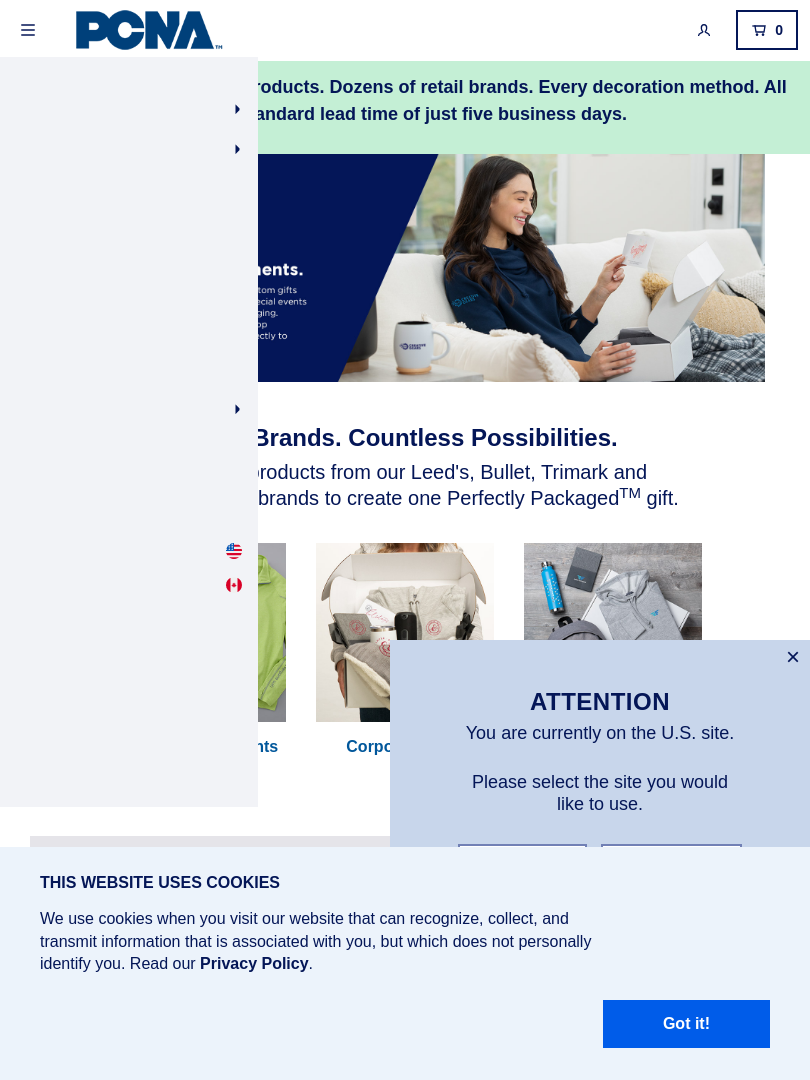 PCNA™
0
roducts. Dozens of retail brands. Every decoration method. All
andard lead time of just five business days.
nents.
tom gifts
ecial events
ging.
op
ectly to
Brands. Countless Possibilities.
products from our Leed's, Bullet, Trimark and
brands to create one Perfectly Packaged™ gift.
nts
Corpo
ATTENTION
You are currently on the U.S. site.
Please select the site you would
like to use.
THIS WEBSITE USES COOKIES
We use cookies when you visit our website that can recognize, collect, and
transmit information that is associated with you, but which does not personally
identify you. Read our Privacy Policy.
Got it!